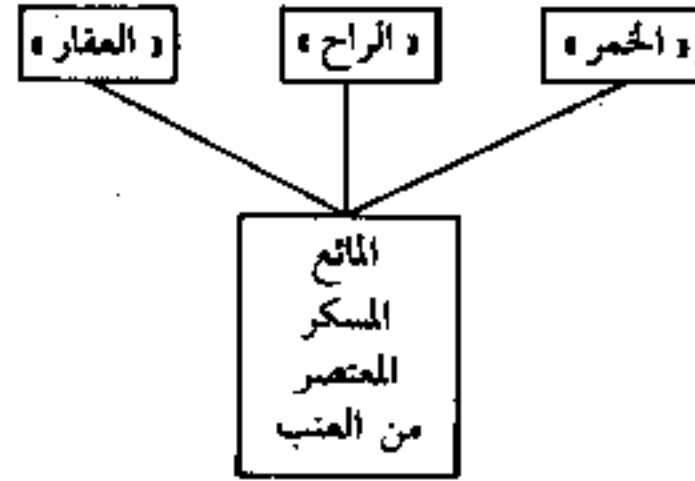 « الخمر »
« الراح »
« العقار »
المائع
المسكر
المعتصر
من العنب